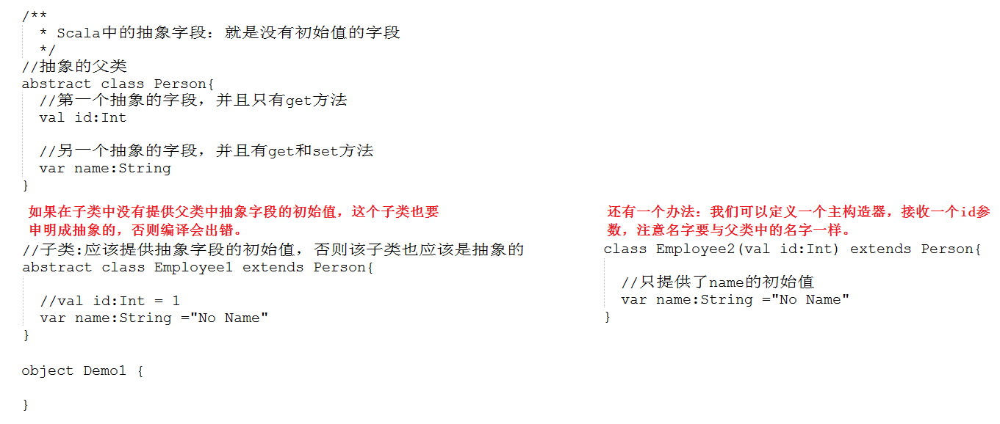 /**
* Scala中的抽象字段：就是没有初始值的字段
*/
//抽象的父类
abstract class Person{
//第一个抽象的字段，并且只有get方法
val id:Int
//另一个抽象的字段，并且有get和set方法
var name:String
}
如果在子类中没有提供父类中抽象字段的初始值，这个子类也要
申明成抽象的，否则编译会出错。
//子类:应该提供抽象字段的初始值，否则该子类也应该是抽象的
abstract class Employee1 extends Person{
//val id:Int = 1
var name:String ="No Name"
}
object Demo1 {
}
还有一个办法：我们可以定义一个主构造器，接收一个id参
数，注意名字要与父类中的名字一样。
class Employee2(val id:Int) extends Person{
//只提供了name的初始值
var name:String ="No Name"
}